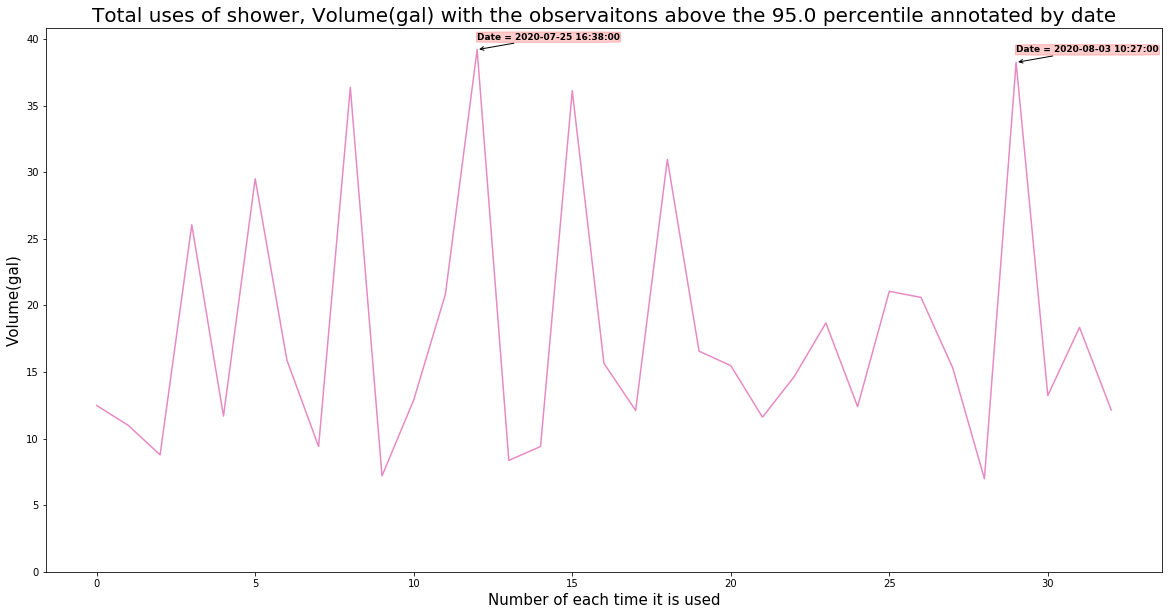 Total uses of shower, Volume(gal) with the observaitons above the 95.0 percentile annotated by date
Date = 2020-07-25 16:38:00
Date = 2020-08-03 10:27:00
40
35
30
25
20
15
10
5
0
Volume(gal)
0 5 10 15 20 25 30
Number of each time it is used